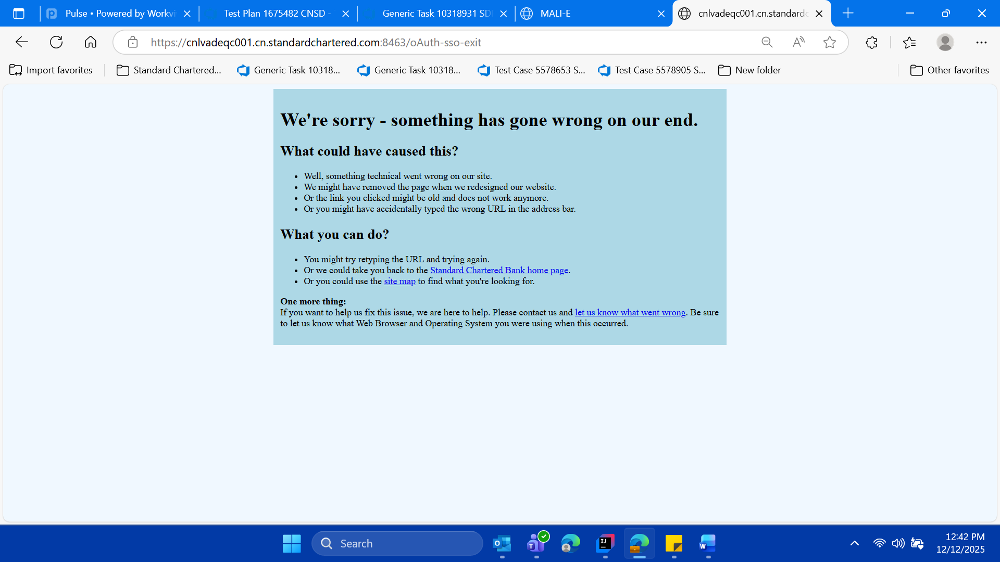 Pulse • Powered by Workvi
Test Plan 1675482 CNSD -
Generic Task 10318931 SD
MALI-E
cnlvadeqc001.cn.standardc
https://cnlvadeqc001.cn.standardchartered.com:8463/oAuth-sso-exit
Import favorites
Standard Chartered...
Generic Task 10318...
Generic Task 10318...
Test Case 5578653 S...
Test Case 5578905 S...
New folder
Other favorites
We're sorry - something has gone wrong on our end.
What could have caused this?
• Well, something technical went wrong on our site.
• We might have removed the page when we redesigned our website.
• Or the link you clicked might be old and does not work anymore.
• Or you might have accidentally typed the wrong URL in the address bar.
What you can do?
• You might try retyping the URL and trying again.
• Or we could take you back to the Standard Chartered Bank home page.
• Or you could use the site map to find what you're looking for.
One more thing:
If you want to help us fix this issue, we are here to help. Please contact us and let us know what went wrong. Be sure
to let us know what Web Browser and Operating System you were using when this occurred.
Search
12:42 PM
12/12/2025